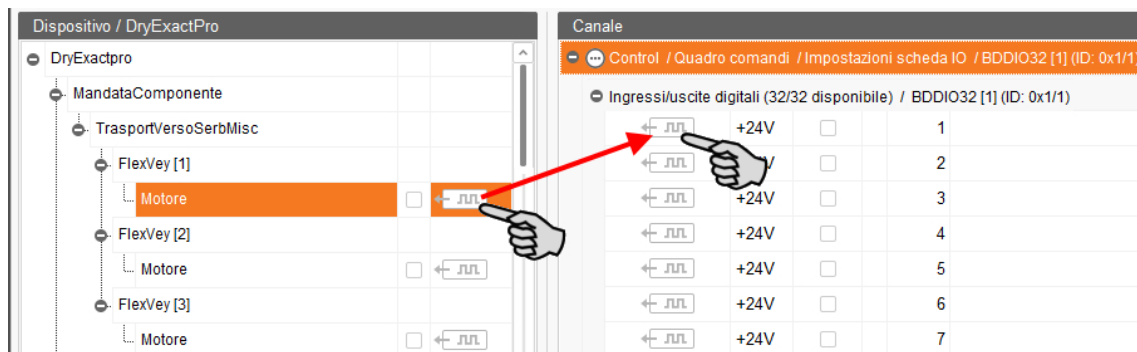 Dispositivo / DryExactPro
DryExactpro
MandataComponente
TrasportVersoSerbMisc
FlexVey [1]
Motore
FlexVey [2]
Motore
FlexVey [3]
Motore
Canale
Control / Quadro comandi / Impostazioni scheda IO / BDDIO32 [1] (ID: 0x1/1)
Ingressi/uscite digitali (32/32 disponibile) / BDDIO32 [1] (ID: 0x1/1)
+24V 1
2
+24V 3
+24V 4
+24V 5
+24V 6
+24V 7